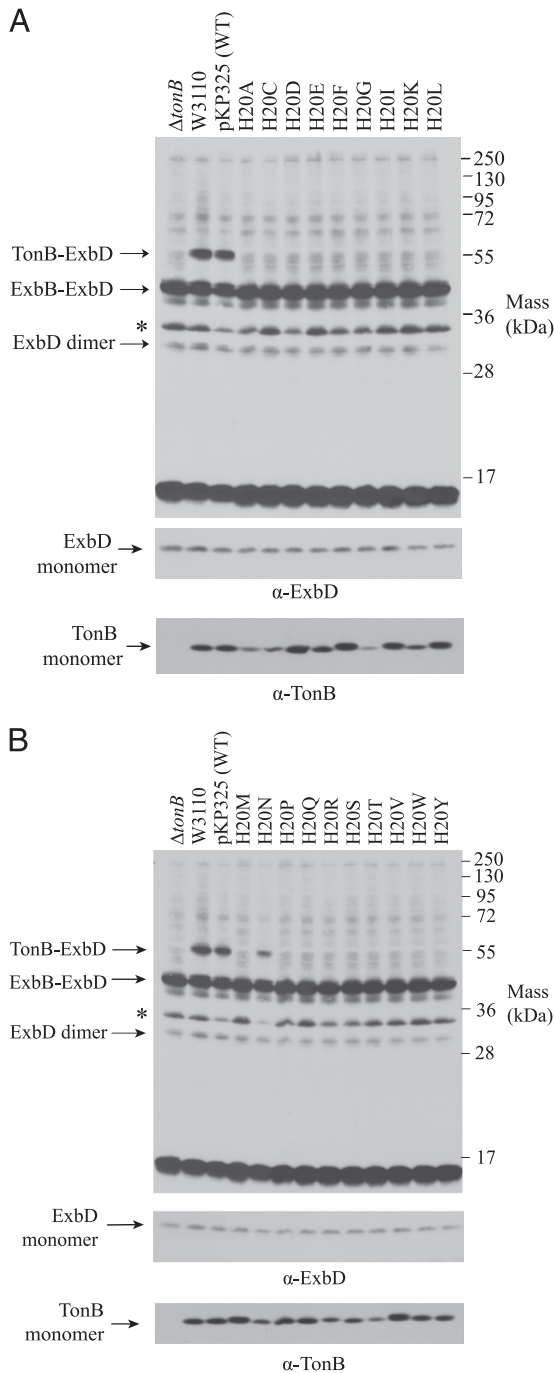 A
ΔtonB
W3110
pKP325 (WT)
H20A
H20C
H20D
H20E
H20F
H20G
H20I
H20K
H20L
250
130
95
72
TonB-ExbD
55
ExbB-ExbD
36
Mass
(kDa)
*
ExbD dimer
28
17
ExbD
monomer
α-ExbD
TonB
monomer
α-TonB
B
ΔtonB
W3110
pKP325 (WT)
H20M
H20N
H20P
H20Q
H20R
H20S
H20T
H20V
H20W
H20Y
250
130
95
72
TonB-ExbD
55
ExbB-ExbD
36
Mass
(kDa)
*
ExbD dimer
28
17
ExbD
monomer
α-ExbD
TonB
monomer
α-TonB